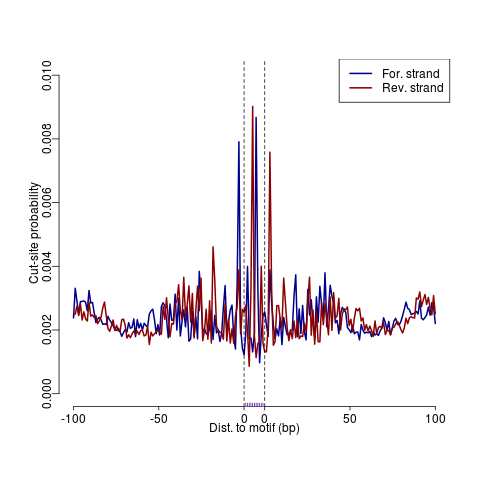 For. strand
Rev. strand
Cut-site probability
0.010
0.008
0.006
0.004
0.002
0.000
-100 -50 0 0 50 100
Dist. to motif (bp)